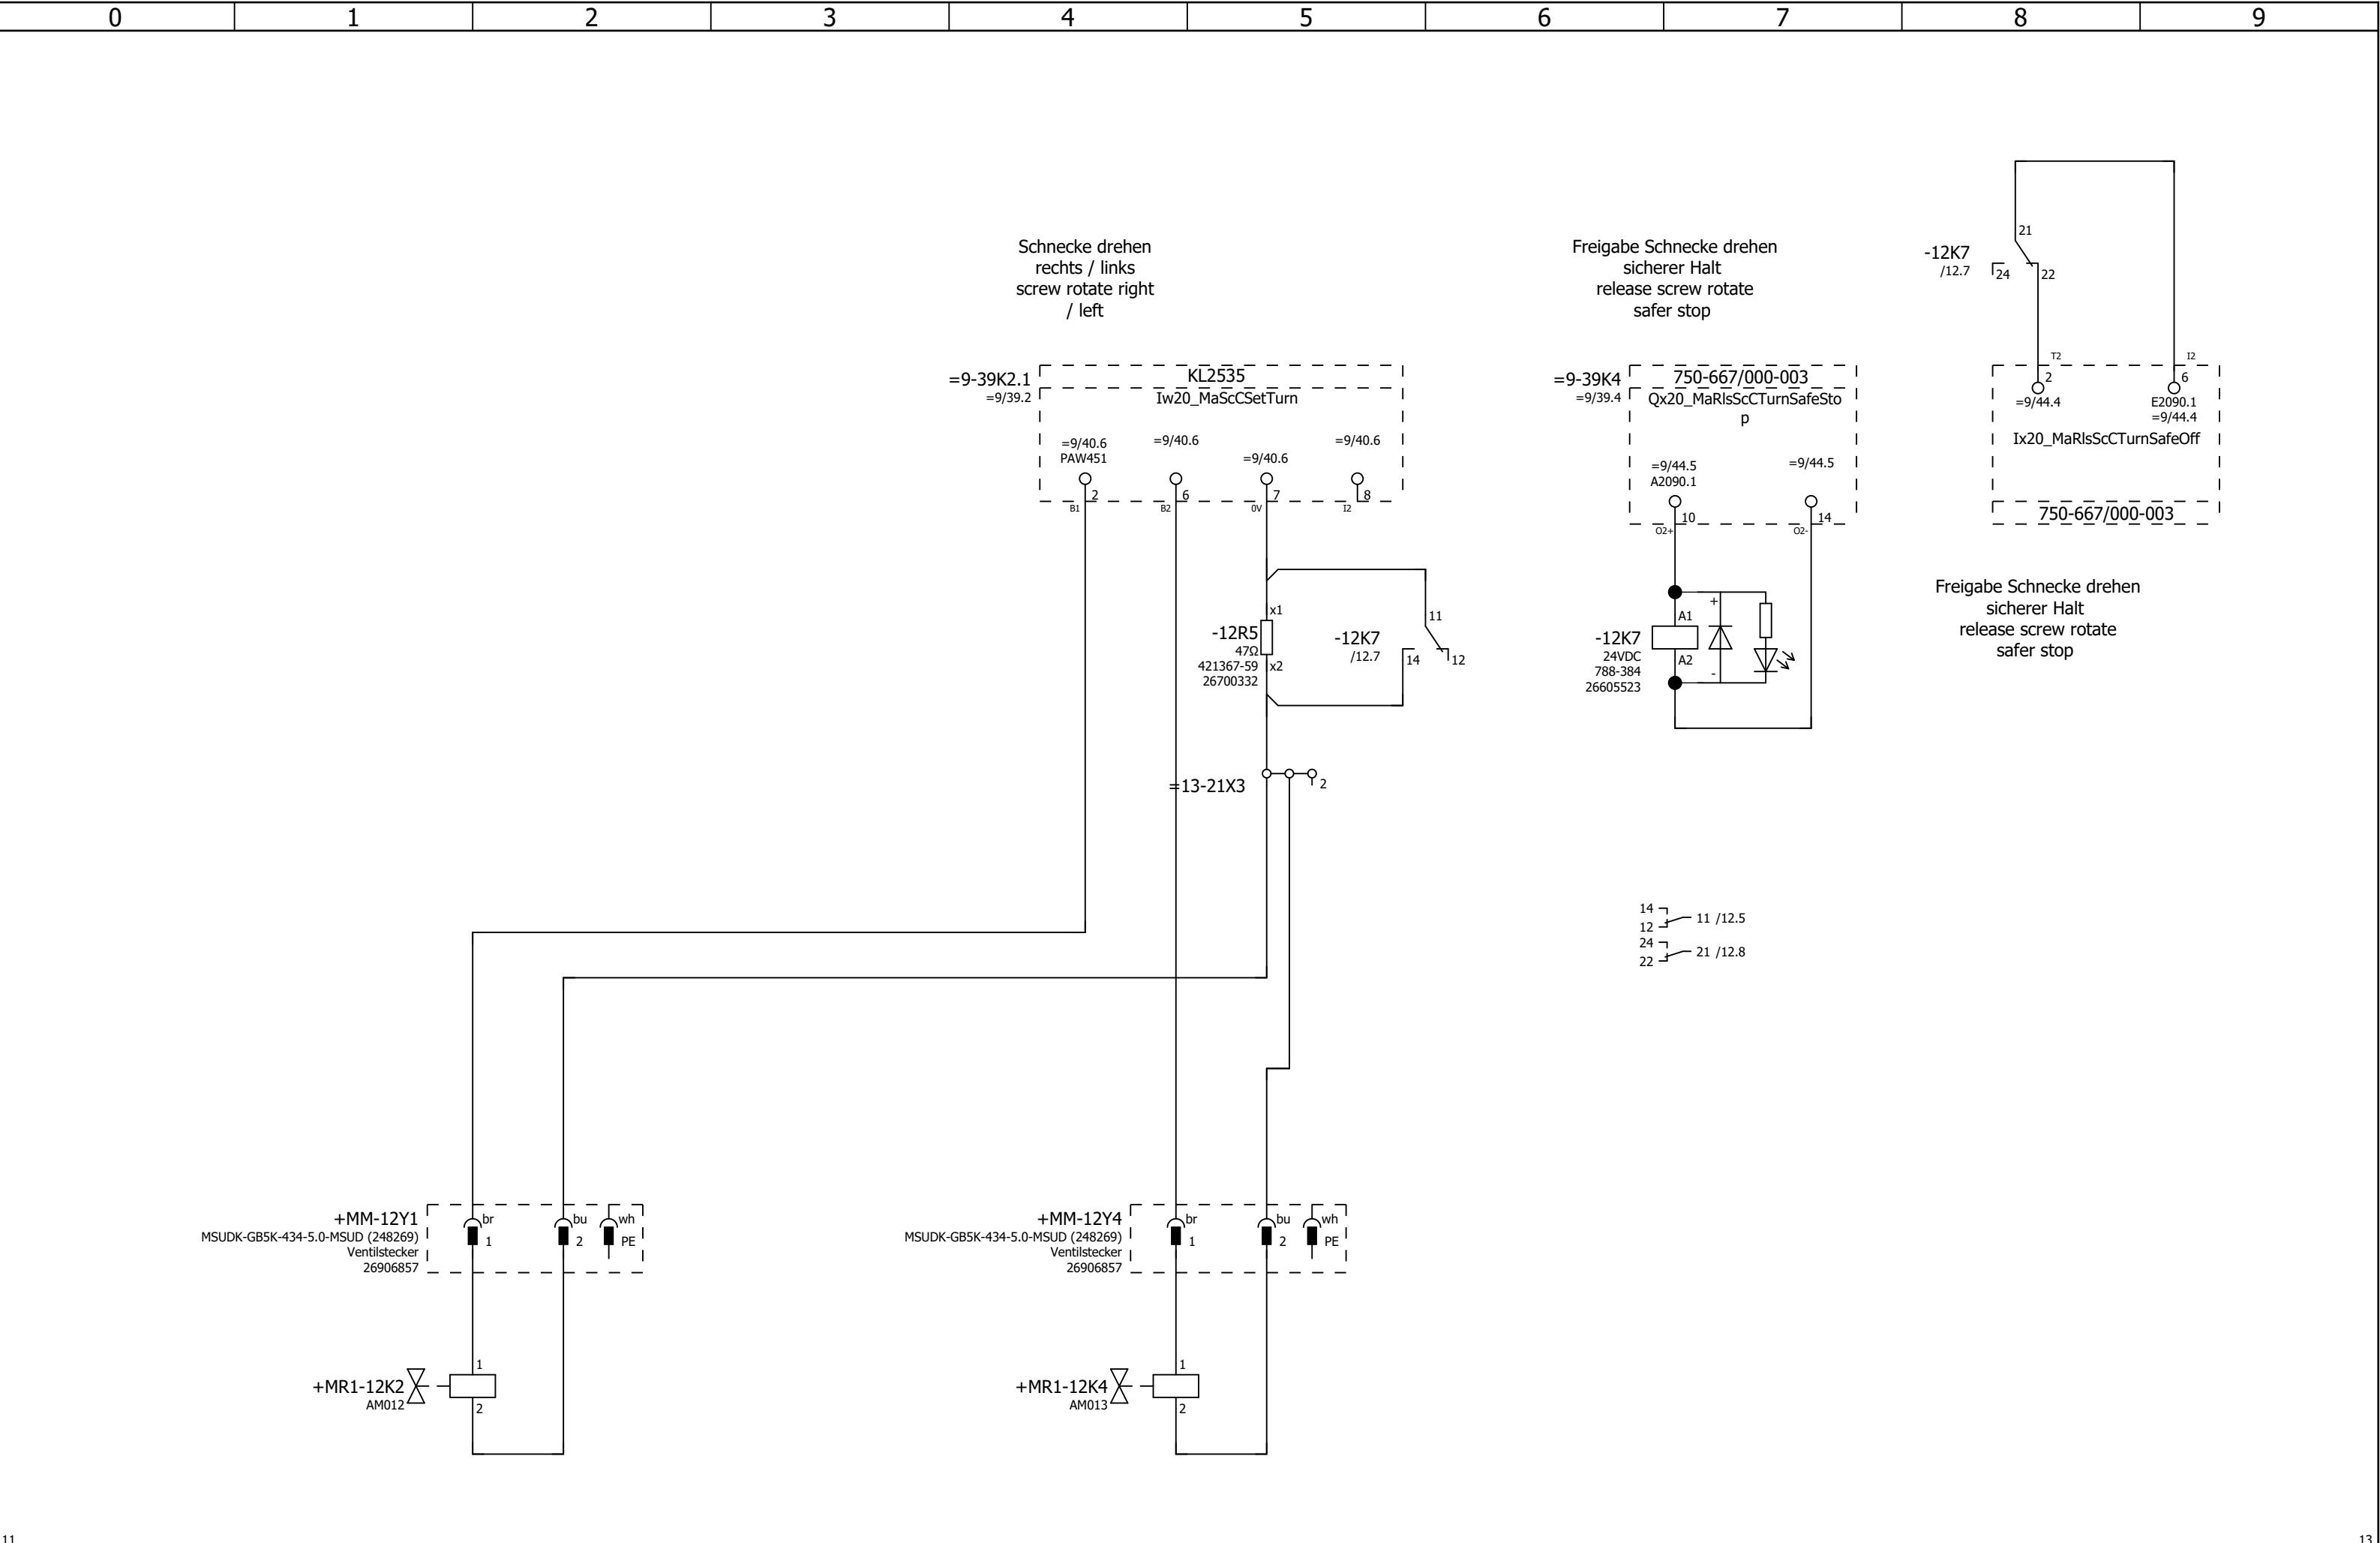 0 1 2 3 4 5 6 7 8 9
Schnecke drehen
rechts / links
screw rotate right
/ left
Freigabe Schnecke drehen
sicherer Halt
release screw rotate
safer stop
21
-12K7
/12.7
24
22
=9-39K2.1
=9/39.2
KL2535
Iw20_MaScCSetTurn
=9/40.6
PAW451
=9/40.6
=9/40.6
=9/40.6
2
6
7
8
B1
B2
0V
I2
=9-39K4
=9/39.4
750-667/000-003
Qx20_MaRlsScCTurnSafeSto
p
=9/44.5
A2090.1
=9/44.5
10
14
O2+
O2-
T2
I2
2
6
=9/44.4
E2090.1
=9/44.4
Ix20_MaRlsScCTurnSafeOff
750-667/000-003
Freigabe Schnecke drehen
sicherer Halt
release screw rotate
safer stop
x1
-12R5
47Ω
421367-59
26700332
x2
11
-12K7
/12.7
14
12
A1
+
-12K7
24VDC
788-384
26605523
A2
-
=13-21X3
2
14
12
11 /12.5
24
22
21 /12.8
+MM-12Y1
MSUDK-GB5K-434-5.0-MSUD (248269)
Ventilstecker
26906857
br
1
bu
2
wh
PE
+MM-12Y4
MSUDK-GB5K-434-5.0-MSUD (248269)
Ventilstecker
26906857
br
1
bu
2
wh
PE
+MR1-12K2
AM012
1
2
+MR1-12K4
AM013
1
2
11
13